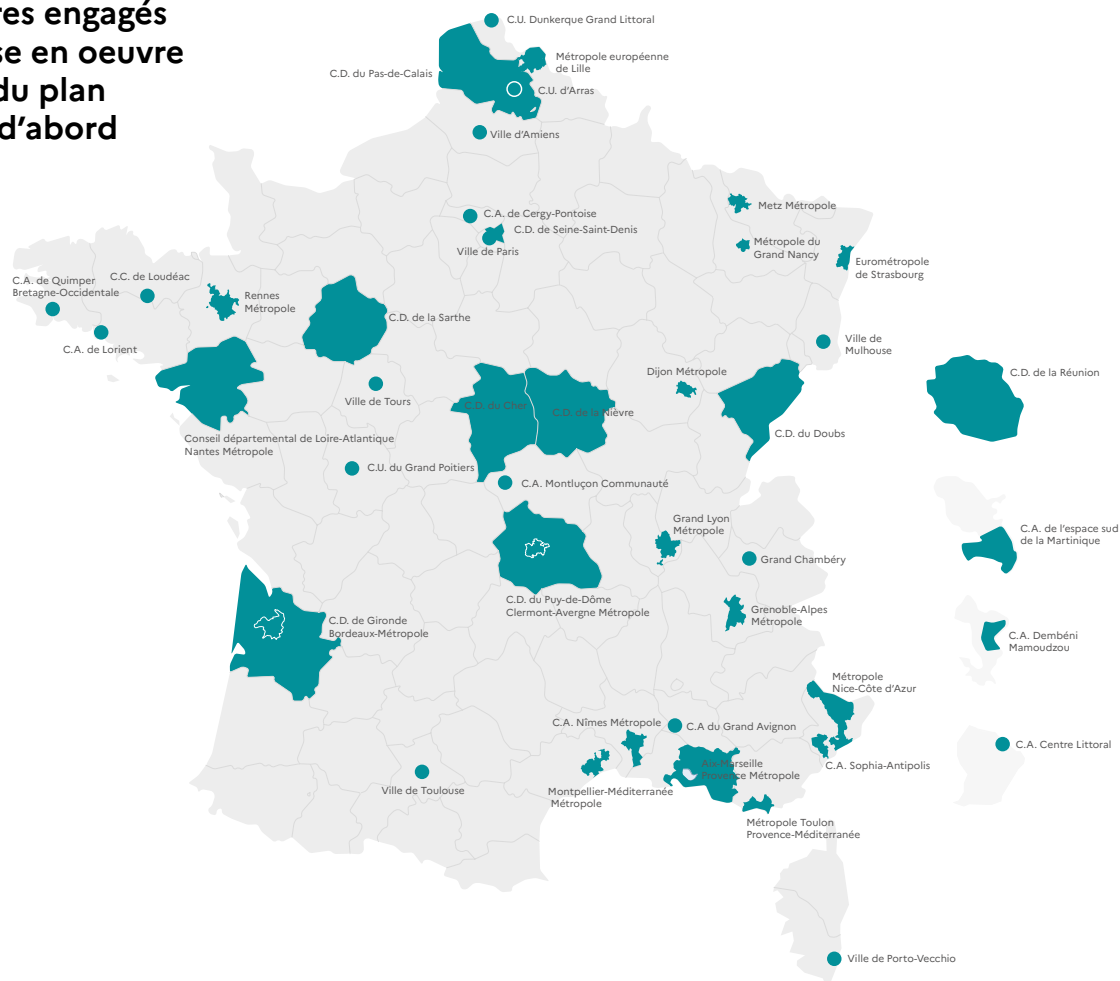 res engagés
se en oeuvre
du plan
d'abord
C.U. Dunkerque Grand Littoral
Métropole européenne
de Lille
C.D. du Pas-de-Calais
C.U. d'Arras
Ville d'Amiens
C.A. de Cergy-Pontoise
C.D. de Seine-Saint-Denis
Ville de Paris
Metz Métropole
Métropole du
Grand Nancy
Eurométropole
de Strasbourg
C.A. de Quimper
Bretagne-Occidentale
C.C. de Loudéac
Rennes
Métropole
C.A. de Lorient
C.D. de la Sarthe
Ville de
Mulhouse
Dijon Métropole
C.D. de la Réunion
Ville de Tours
C.D. du Cher
C.D. de la Nièvre
C.D. du Doubs
Conseil départemental de Loire-Atlantique
Nantes Métropole
C.U. du Grand Poitiers
C.A. Montluçon Communauté
Grand Lyon
Métropole
C.A. de l'espace sud
de la Martinique
Grand Chambéry
C.D. du Puy-de-Dôme
Clermont-Avergne Métropole
Grenoble-Alpes
Métropole
C.D. de Gironde
Bordeaux-Métropole
C.A. Dembéni
Mamoudzou
Métropole
Nice-Côte d'Azur
C.A. Nîmes Métropole
C.A du Grand Avignon
C.A. Centre Littoral
Aix-Marseille
Provence Métropole
C.A. Sophia-Antipolis
Ville de Toulouse
Montpellier-Méditerranée
Métropole
Métropole Toulon
Provence-Méditerranée
Ville de Porto-Vecchio